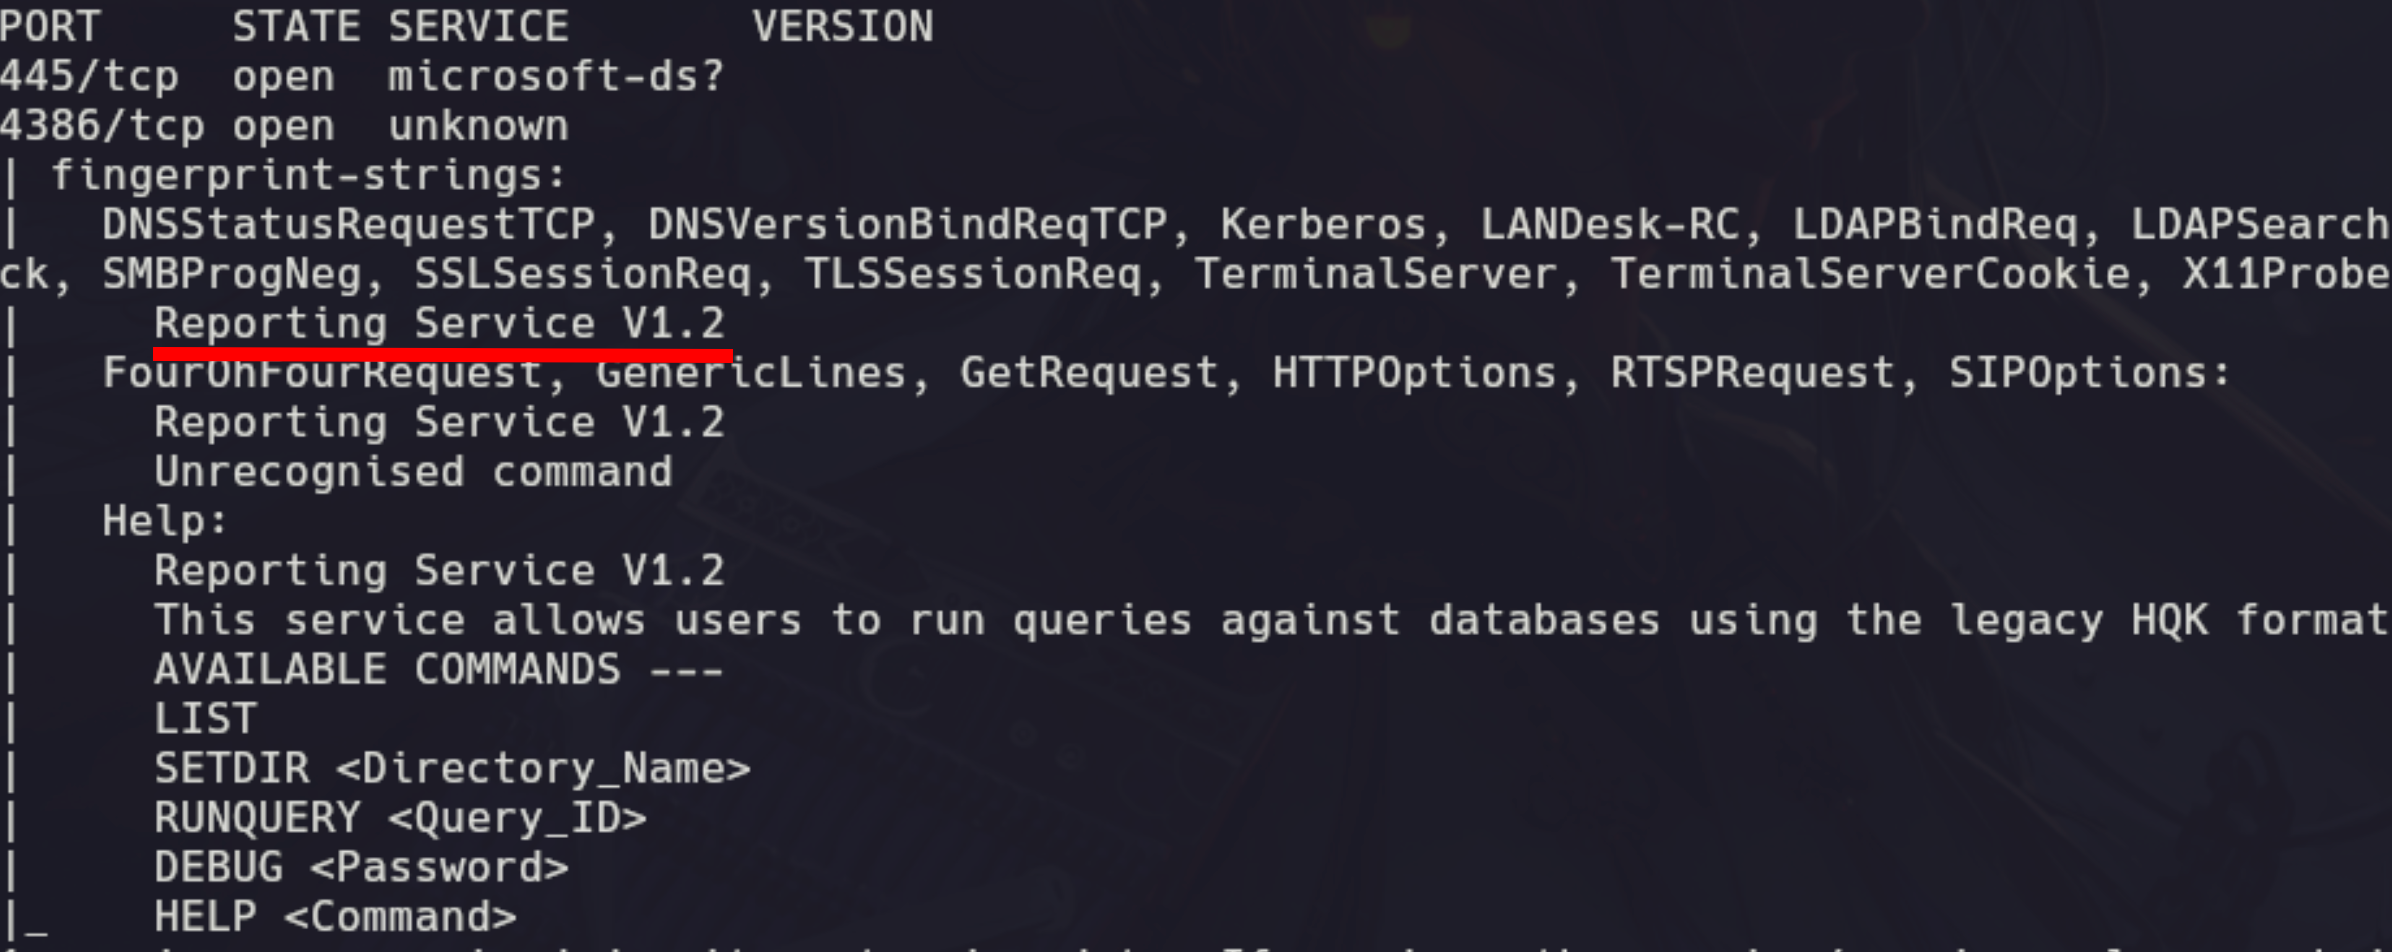 PORT     STATE SERVICE       VERSION
445/tcp  open  microsoft-ds?
4386/tcp open  unknown
| fingerprint-strings:
|   DNSStatusRequestTCP, DNSVersionBindReqTCP, Kerberos, LANDesk-RC, LDAPBindReq, LDAPSearch
ck, SMBProgNeg, SSLSessionReq, TLSSessionReq, TerminalServer, TerminalServerCookie, X11Probe
|     Reporting Service V1.2
|   FourOhFourRequest, GenericLines, GetRequest, HTTPOptions, RTSPRequest, SIPOptions:
|     Reporting Service V1.2
|     Unrecognised command
|   Help:
|     Reporting Service V1.2
|     This service allows users to run queries against databases using the legacy HQK format
|     AVAILABLE COMMANDS ---
|     LIST
|     SETDIR <Directory_Name>
|     RUNQUERY <Query_ID>
|     DEBUG <Password>
|_    HELP <Command>